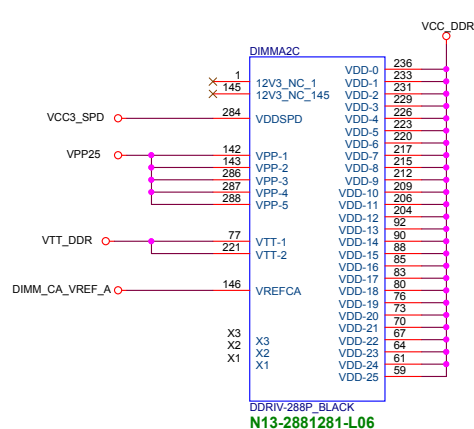 VCC_DDR
DIMMA2C
1 12V3_NC_1
145 12V3_NC_145
VCC3_SPD 284 VDDSPD
VPP25 142 VPP-1
143 VPP-2
286 VPP-3
287 VPP-4
288 VPP-5
VTT_DDR 77 VTT-1
221 VTT-2
DIMM_CA_VREF_A 146 VREFCA
X3 X3
X2 X2
X1 X1
VDD-0 236
VDD-1 233
VDD-2 231
VDD-3 229
VDD-4 226
VDD-5 223
VDD-6 220
VDD-7 217
VDD-8 215
VDD-9 212
VDD-10 209
VDD-11 206
VDD-12 204
VDD-13 92
VDD-14 90
VDD-15 88
VDD-16 85
VDD-17 83
VDD-18 80
VDD-19 76
VDD-20 73
VDD-21 70
VDD-22 67
VDD-23 64
VDD-24 61
VDD-25 59
DDRIV-288P_BLACK
N13-2881281-L06